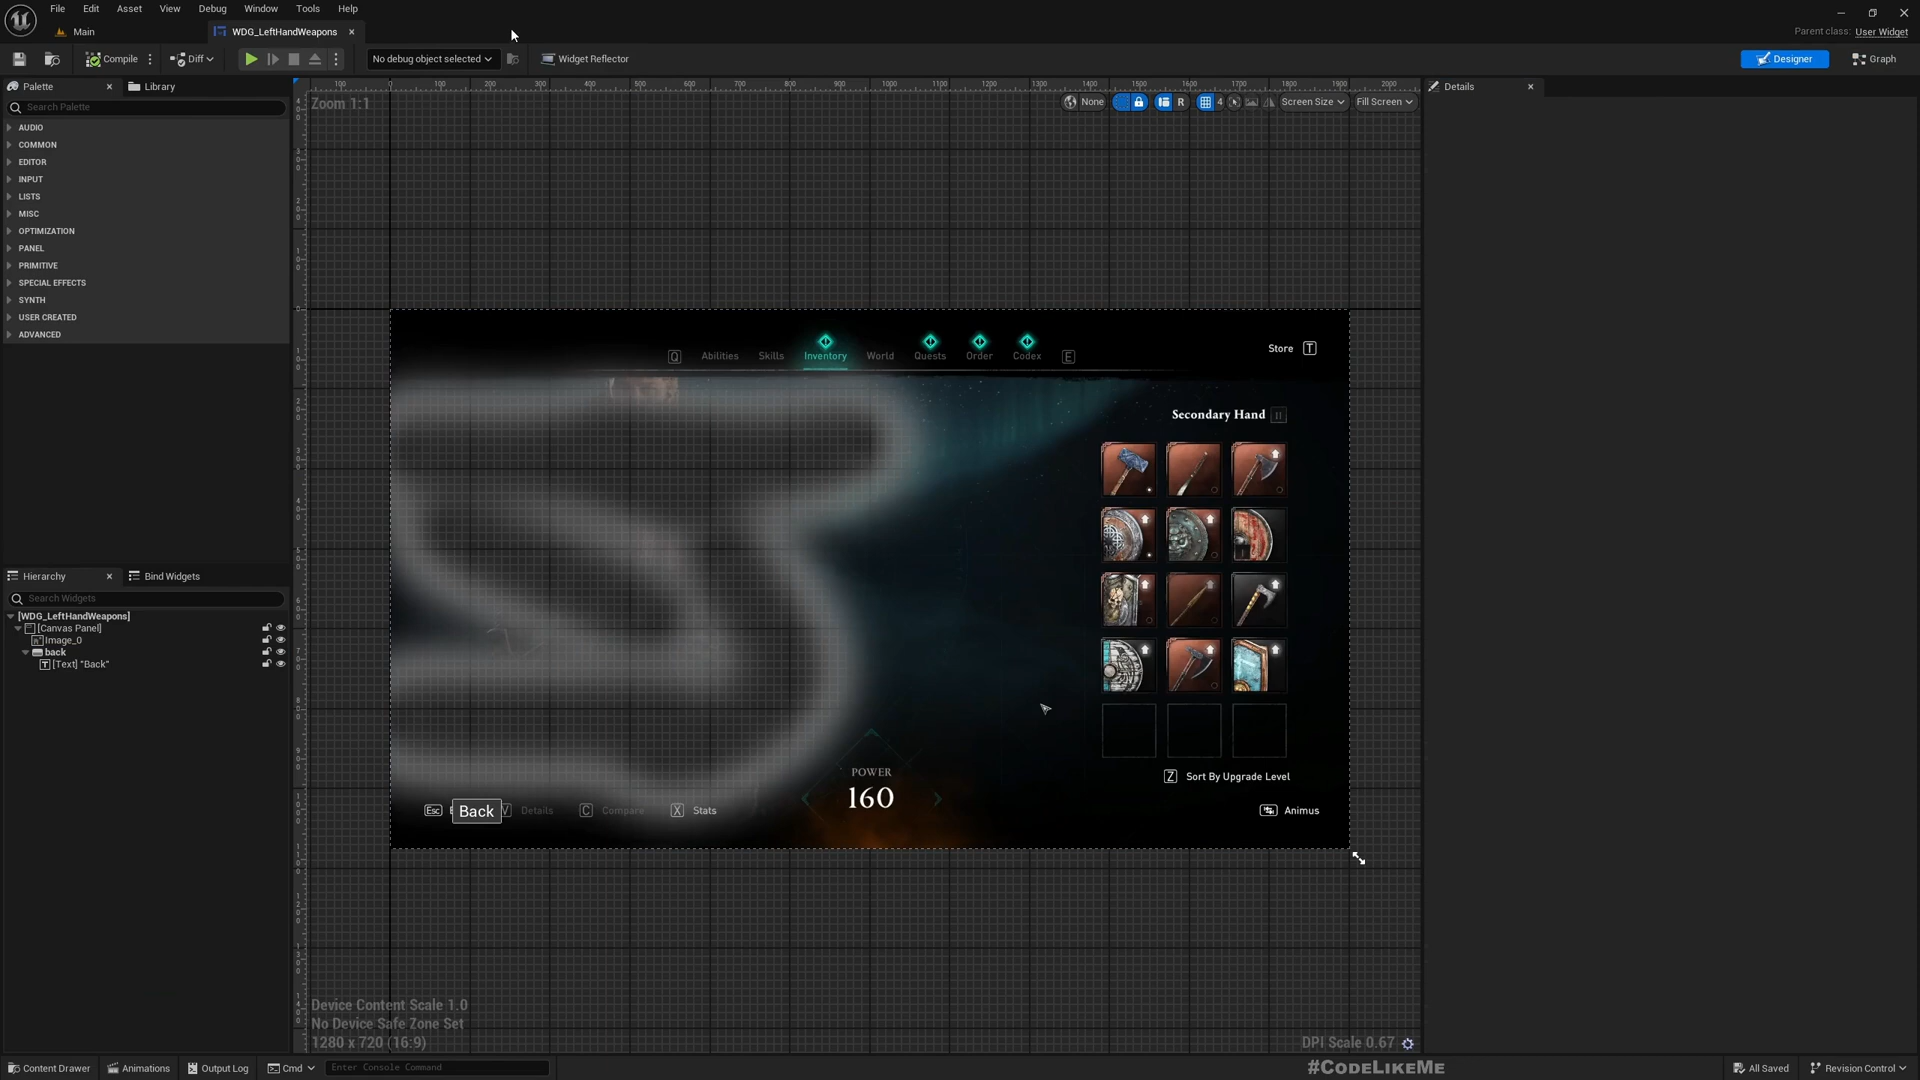 File Edit Asset View Debug Window Tools Help
Main WDG_LeftHandWeapons
Parent class: User Widget
Compile Diff No debug object selected Widget Reflector Designer Graph
Palette Library Details
Search Palette
Zoom 1:1
None R 4 Screen Size Fill Screen
AUDIO
COMMON
EDITOR
INPUT
LISTS
MISC
OPTIMIZATION
PANEL
PRIMITIVE
SPECIAL EFFECTS
SYNTH
USER CREATED
ADVANCED
Hierarchy Bind Widgets
Search Widgets
[WDG_LeftHandWeapons]
[Canvas Panel]
Image_0
back
[Text] "Back"
Q Abilities Skills Inventory World Quests Order Codex E
Store T
Secondary Hand
Z Sort By Upgrade Level
POWER
160
Esc Back V Details C Compare X Stats
Animus
Device Content Scale 1.0
No Device Safe Zone Set
1280 x 720 (16:9)
DPI Scale 0.67
Content Drawer Animations Output Log Cmd Enter Console Command
#CodeLikeMe
All Saved Revision Control